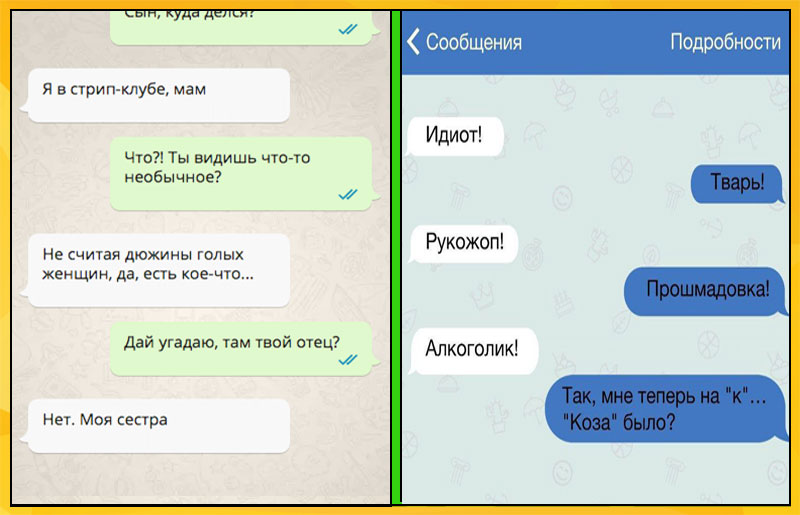 Сын, куда делся?
Я в стрип-клубе, мам
Что?! Ты видишь что-то
необычное?
Не считая дюжины голых
женщин, да, есть кое-что...
Дай угадаю, там твой отец?
Нет. Моя сестра
Сообщения
Подробности
Идиот!
Тварь!
Рукожоп!
Прошмадовка!
Алкоголик!
Так, мне теперь на "к"...
"Коза" было?